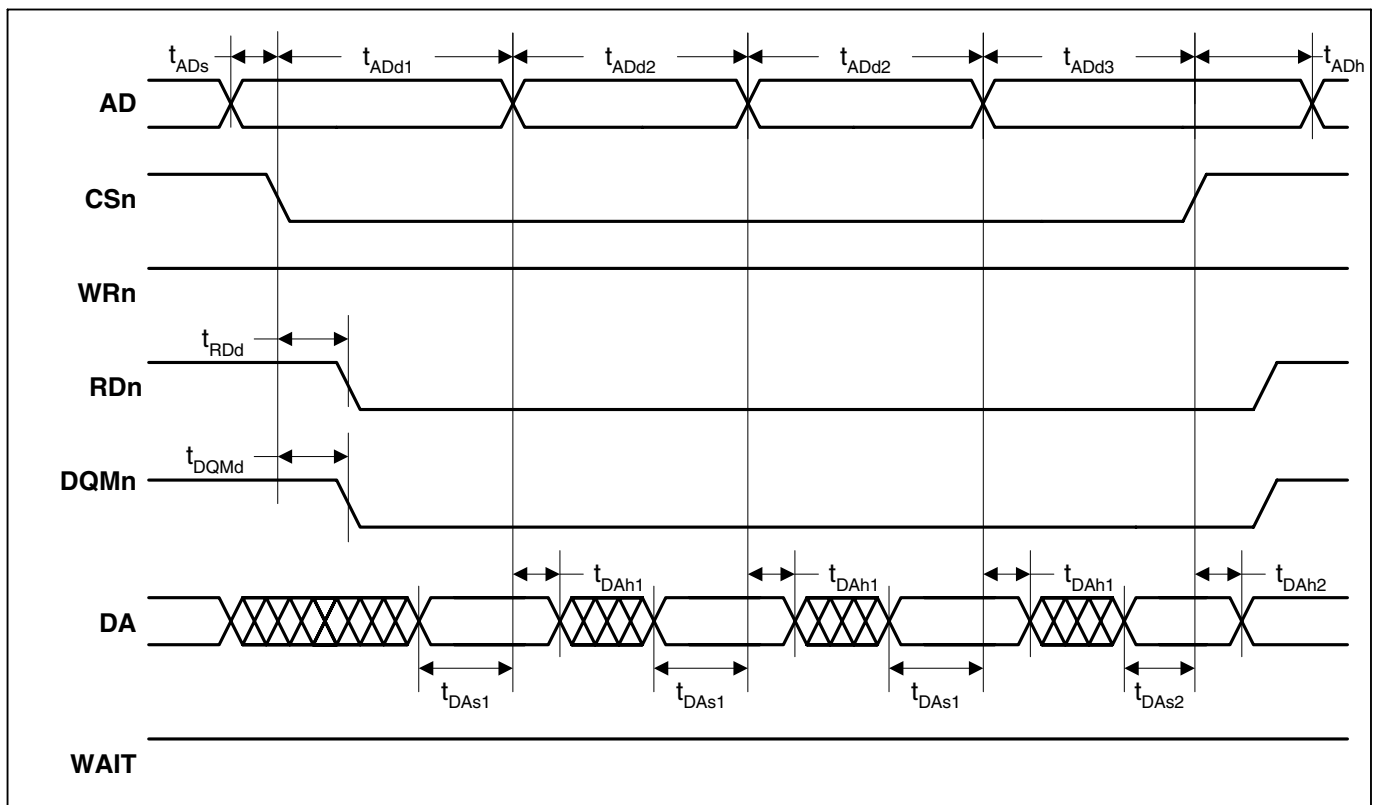 tADs tADd1 tADd2 tADd2 tADd3 tADh
AD
CSn
WRn
tRDd
RDn
tDQMd
DQMn
tDAh1 tDAh1 tDAh1 tDAh2
DA
tDAs1 tDAs1 tDAs1 tDAs2
WAIT